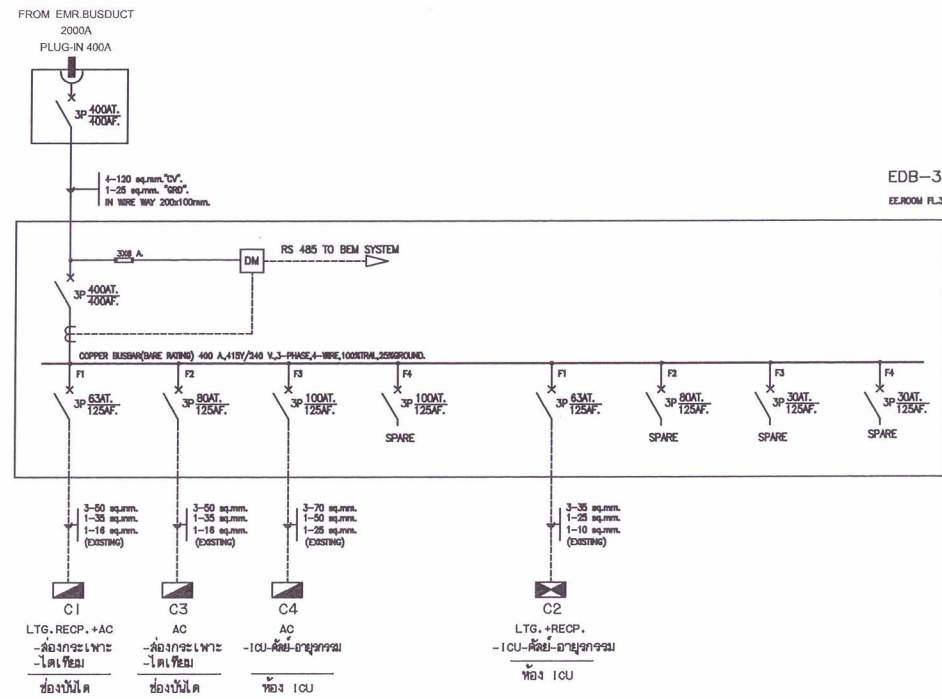 FROM EMR.BUSDUCT
2000A
PLUG-IN 400A
3P 400AT.
400AF.
4-120 sq.mm."CV".
1-25 sq.mm. "GRD".
IN WIRE WAY 200x100mm.
EDB-3
EE.ROOM FL.3
3X6 A.
DM
RS 485 TO BEM SYSTEM
3P 400AT.
400AF.
COPPER BUSBAR(BARE RATING) 400 A.,415Y/240 V.,3-PHASE,4-WIRE,
F1
F2
F3
F4
F1
F2
F3
F4
3P 63AT.
125AF.
3P 80AT.
125AF.
3P 100AT.
125AF.
3P 100AT.
125AF.
3P 63AT.
125AF.
3P 80AT.
125AF.
3P 30AT.
125AF.
3P 30AT.
125AF.
SPARE
SPARE
SPARE
SPARE
3-50 sq.mm.
1-35 sq.mm.
1-16 sq.mm.
(EXISTING)
3-50 sq.mm.
1-35 sq.mm.
1-16 sq.mm.
(EXISTING)
3-70 sq.mm.
1-50 sq.mm.
1-25 sq.mm.
(EXISTING)
3-35 sq.mm.
1-25 sq.mm.
1-10 sq.mm.
(EXISTING)
C1
LTG.RECP.+AC
-ส่องกระเพาะ
-ไตเทียม
ช่องบันได
C3
AC
-ส่องกระเพาะ
-ไตเทียม
ช่องบันได
C4
AC
-ICU-ศัลย์-อายุรกรรม
ห้อง ICU
C2
LTG.+RECP.
-ICU-ศัลย์-อายุรกรรม
ห้อง ICU